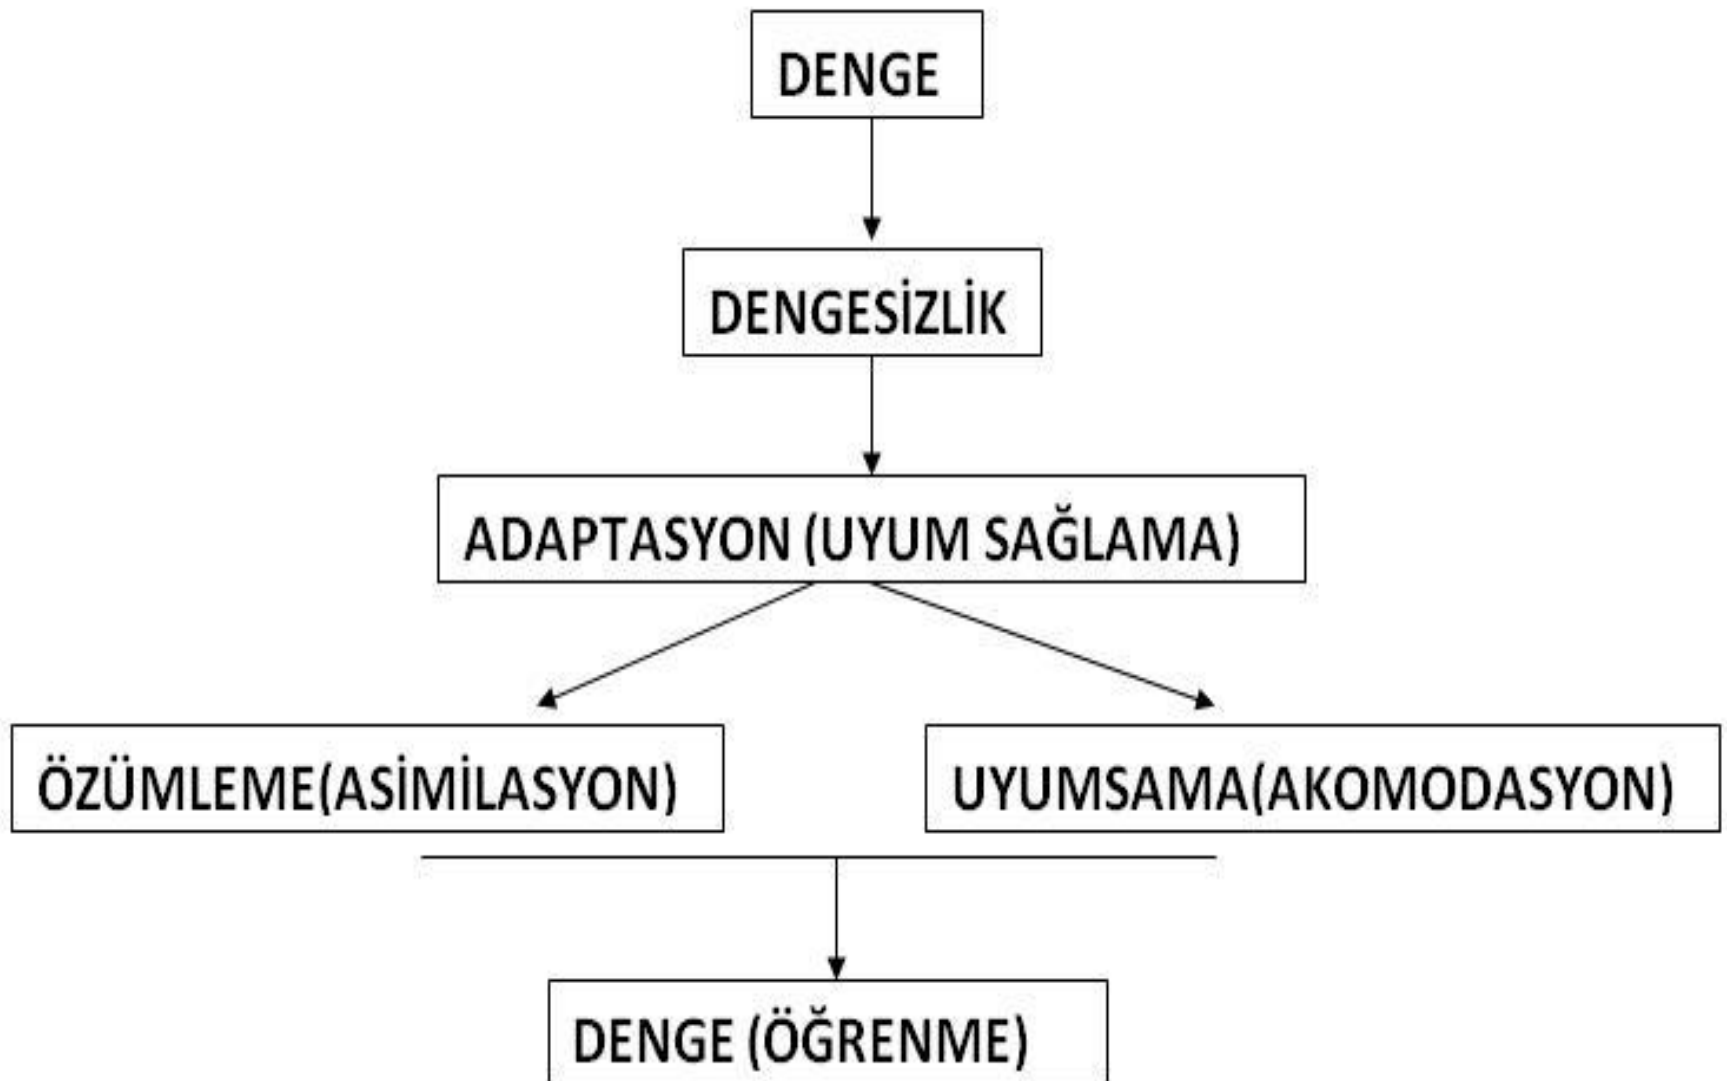 DENGE
DENGESİZLİK
ADAPTASYON (UYUM SAĞLAMA)
ÖZÜMLEME(ASİMİLASYON)
UYUMSAMA(AKOMODASYON)
DENGE (ÖĞRENME)